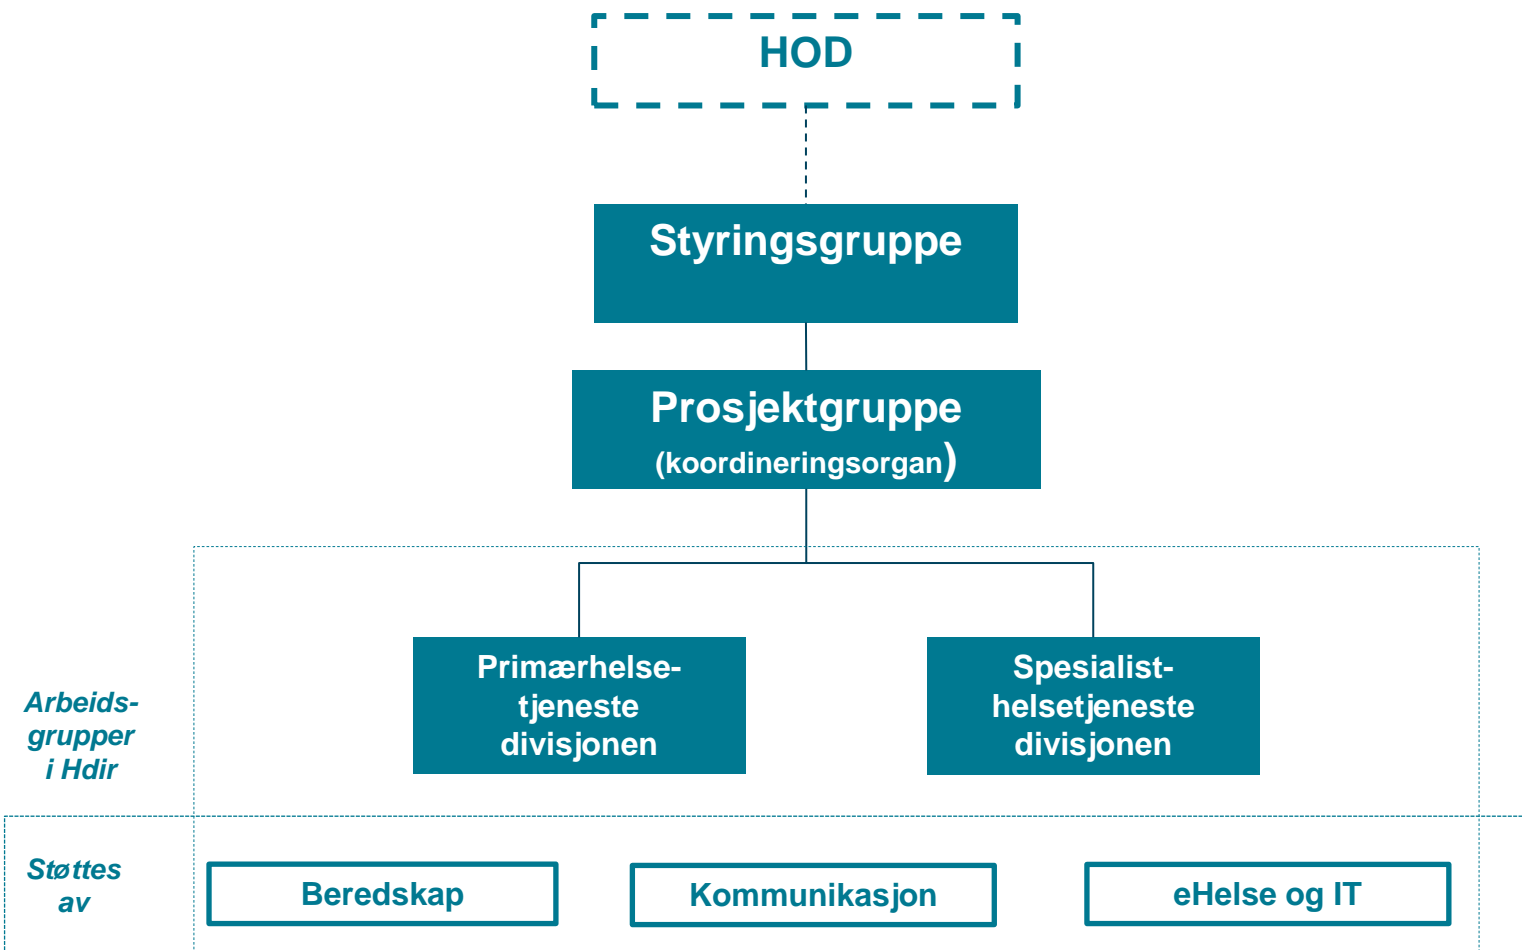 HOD
Styringsgruppe
Prosjektgruppe
(koordineringsorgan)
Primærhelse-
tjeneste
divisjonen
Spesialist-
helsetjeneste
divisjonen
Arbeids-
grupper
i Hdir
Støttes
av
Beredskap
Kommunikasjon
eHelse og IT